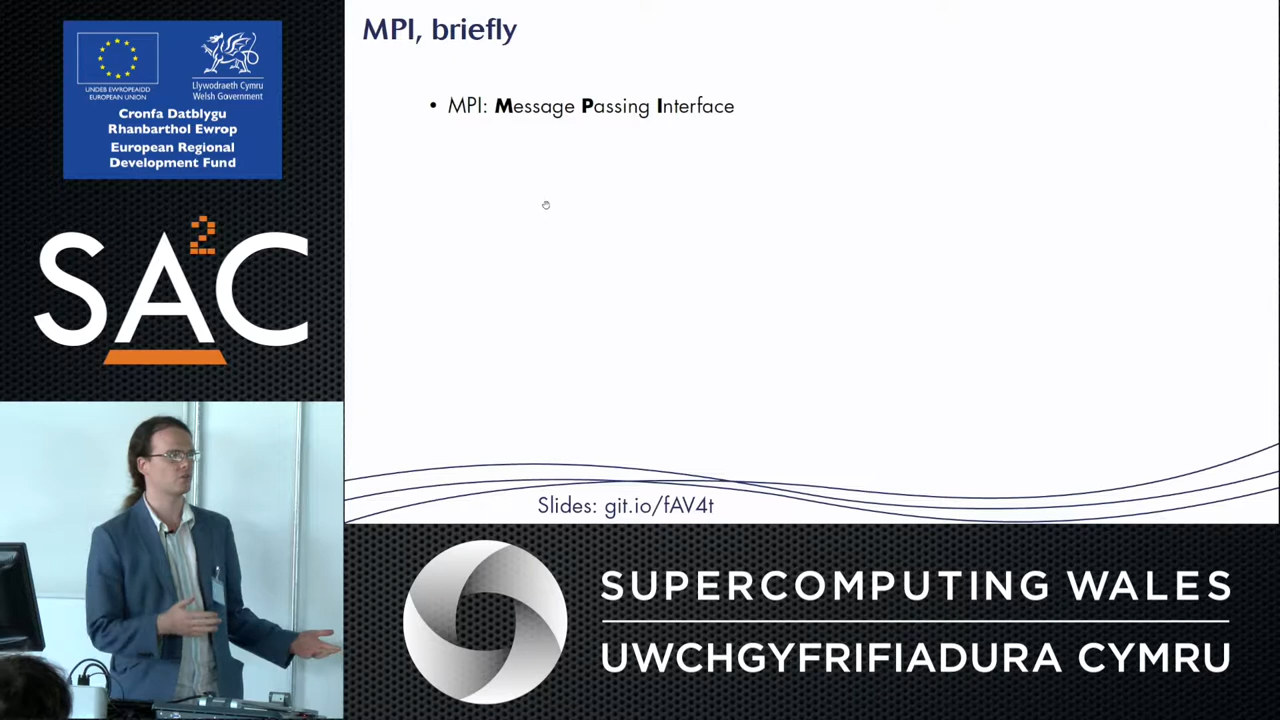 MPI, briefly
• MPI: Message Passing Interface
Slides: git.io/fAV4t
UNDEB EWROPEAIDD
EUROPEAN UNION
Llywodraeth Cymru
Welsh Government
Cronfa Datblygu
Rhanbarthol Ewrop
European Regional
Development Fund
SA2C
SUPERCOMPUTING WALES
UWCHGYFRIFIADURA CYMRU